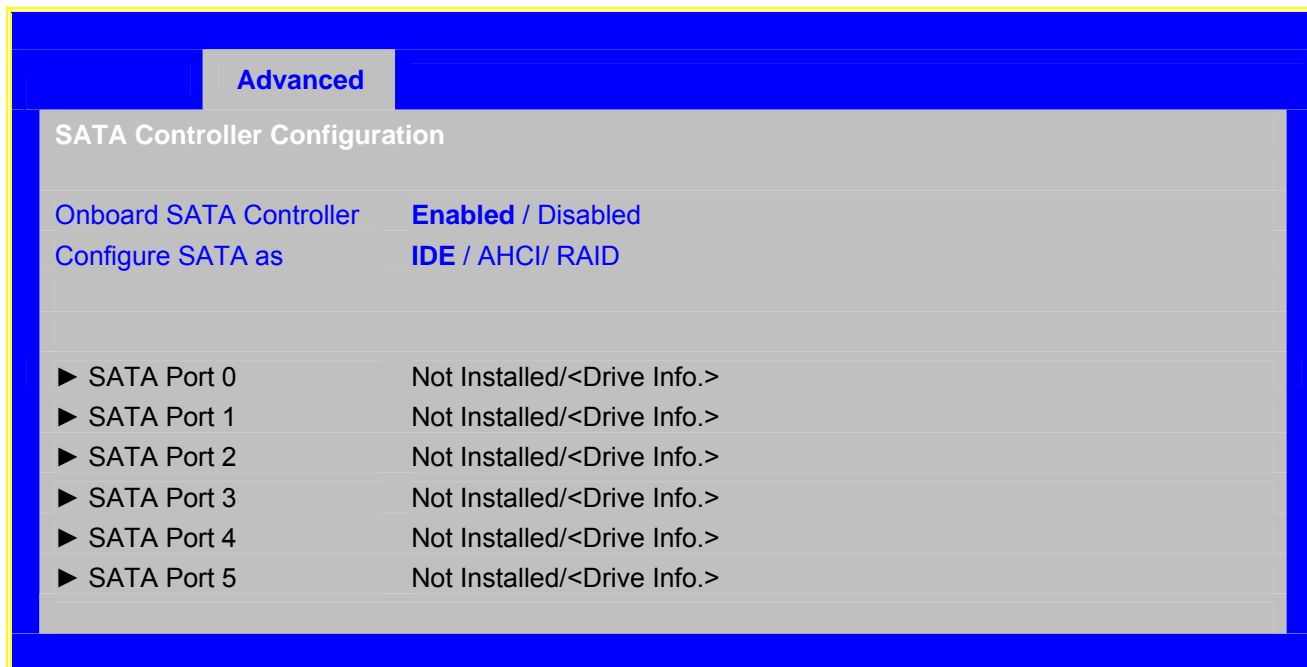 Advanced
SATA Controller Configuration
Onboard SATA Controller Enabled / Disabled
Configure SATA as IDE / AHCI/ RAID
► SATA Port 0 Not Installed/<Drive Info.>
► SATA Port 1 Not Installed/<Drive Info.>
► SATA Port 2 Not Installed/<Drive Info.>
► SATA Port 3 Not Installed/<Drive Info.>
► SATA Port 4 Not Installed/<Drive Info.>
► SATA Port 5 Not Installed/<Drive Info.>